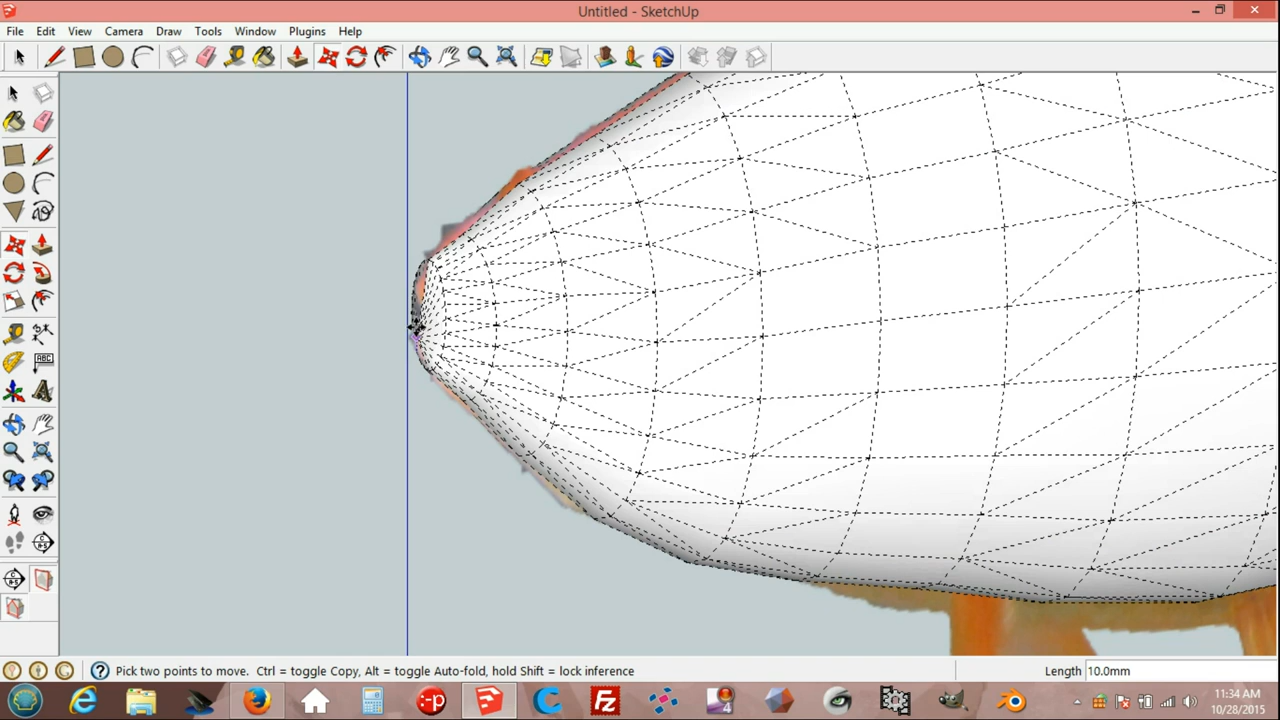 Untitled - SketchUp
File Edit View Camera Draw Tools Window Plugins Help
ABC
Pick two points to move. Ctrl = toggle Copy, Alt = toggle Auto-fold, hold Shift = lock inference
Length 10.0mm
11:34 AM
10/28/2015